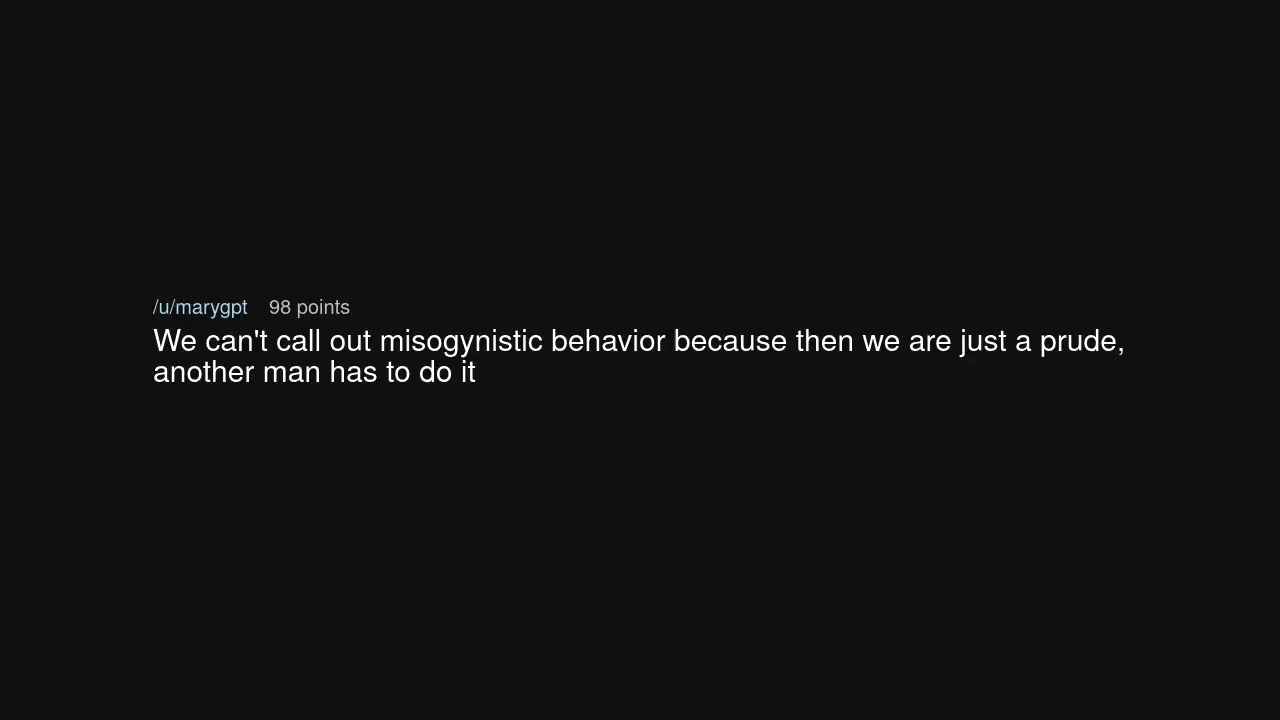 /u/marygpt 98 points
We can't call out misogynistic behavior because then we are just a prude,
another man has to do it